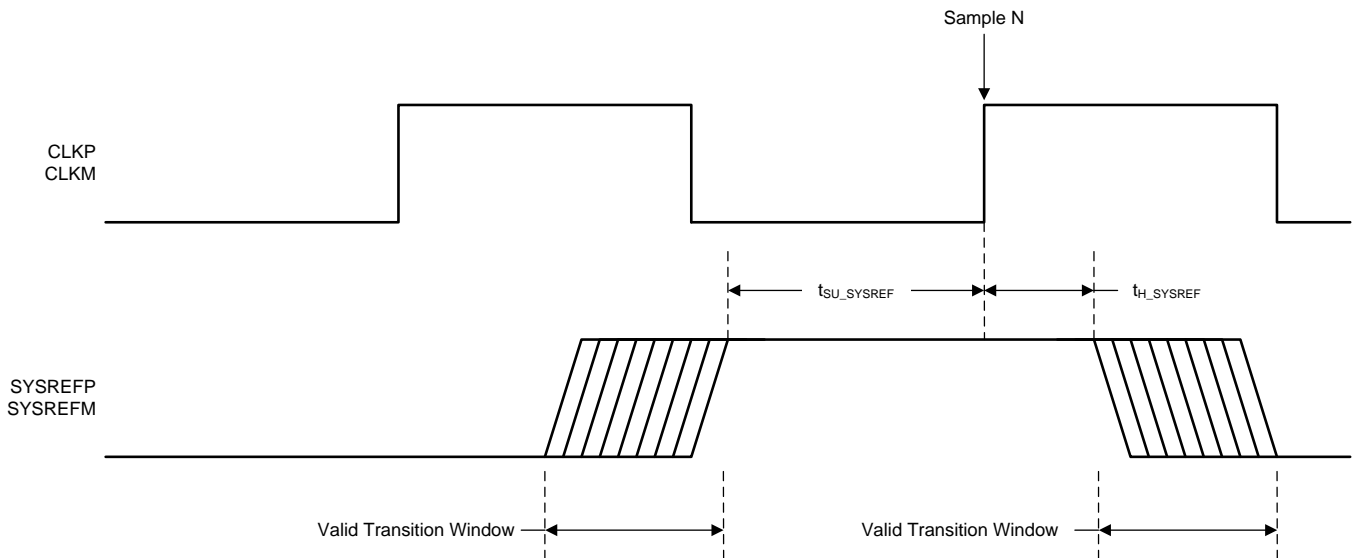 Sample N
CLKP
CLKM
tSU_SYSREF
tH_SYSREF
SYSREFP
SYSREFM
Valid Transition Window
Valid Transition Window